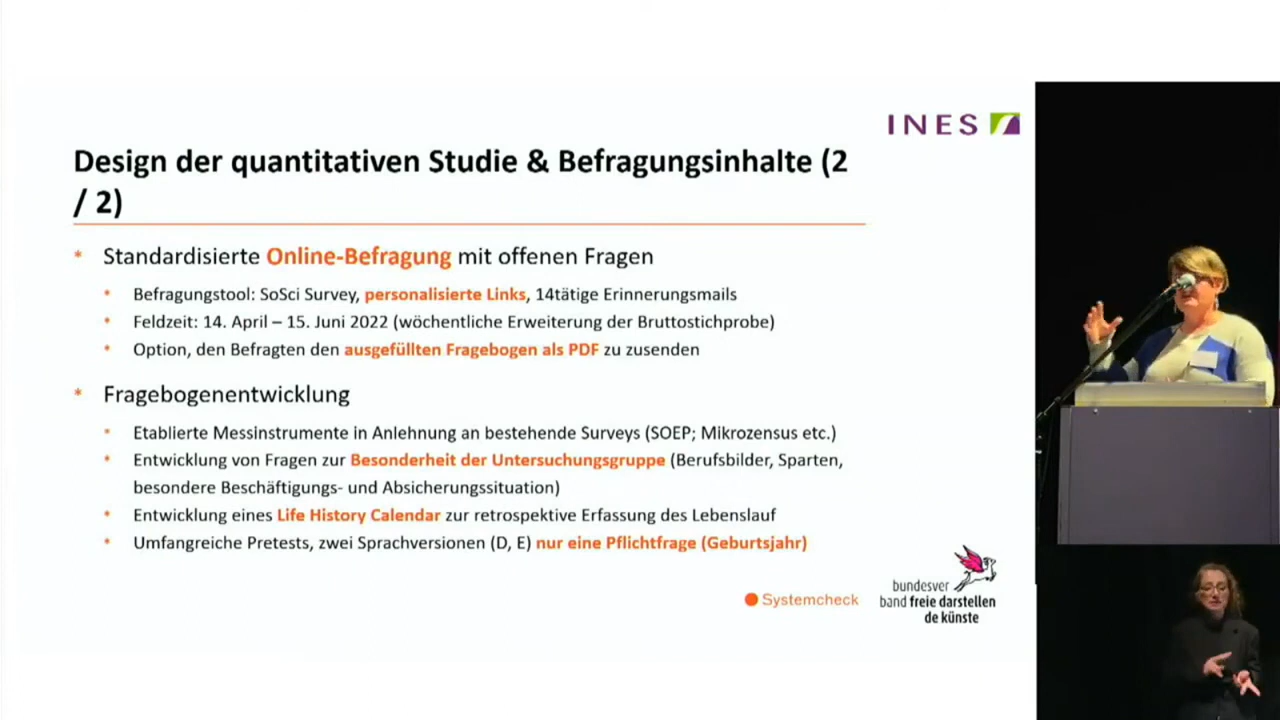 INES
Design der quantitativen Studie & Befragungsinhalte (2
/ 2)
* Standardisierte Online-Befragung mit offenen Fragen
* Befragungstool: SoSci Survey, personalisierte Links, 14tätige Erinnerungsmails
* Feldzeit: 14. April – 15. Juni 2022 (wöchentliche Erweiterung der Bruttostichprobe)
* Option, den Befragten den ausgefüllten Fragebogen als PDF zu zusenden
* Fragebogenentwicklung
* Etablierte Messinstrumente in Anlehnung an bestehende Surveys (SOEP; Mikrozensus etc.)
* Entwicklung von Fragen zur Besonderheit der Untersuchungsgruppe (Berufsbilder, Sparten,
besondere Beschäftigungs- und Absicherungssituation)
* Entwicklung eines Life History Calendar zur retrospektive Erfassung des Lebenslauf
* Umfangreiche Pretests, zwei Sprachversionen (D, E) nur eine Pflichtfrage (Geburtsjahr)
Systemcheck
bundesver
band freie darstellen
de künste